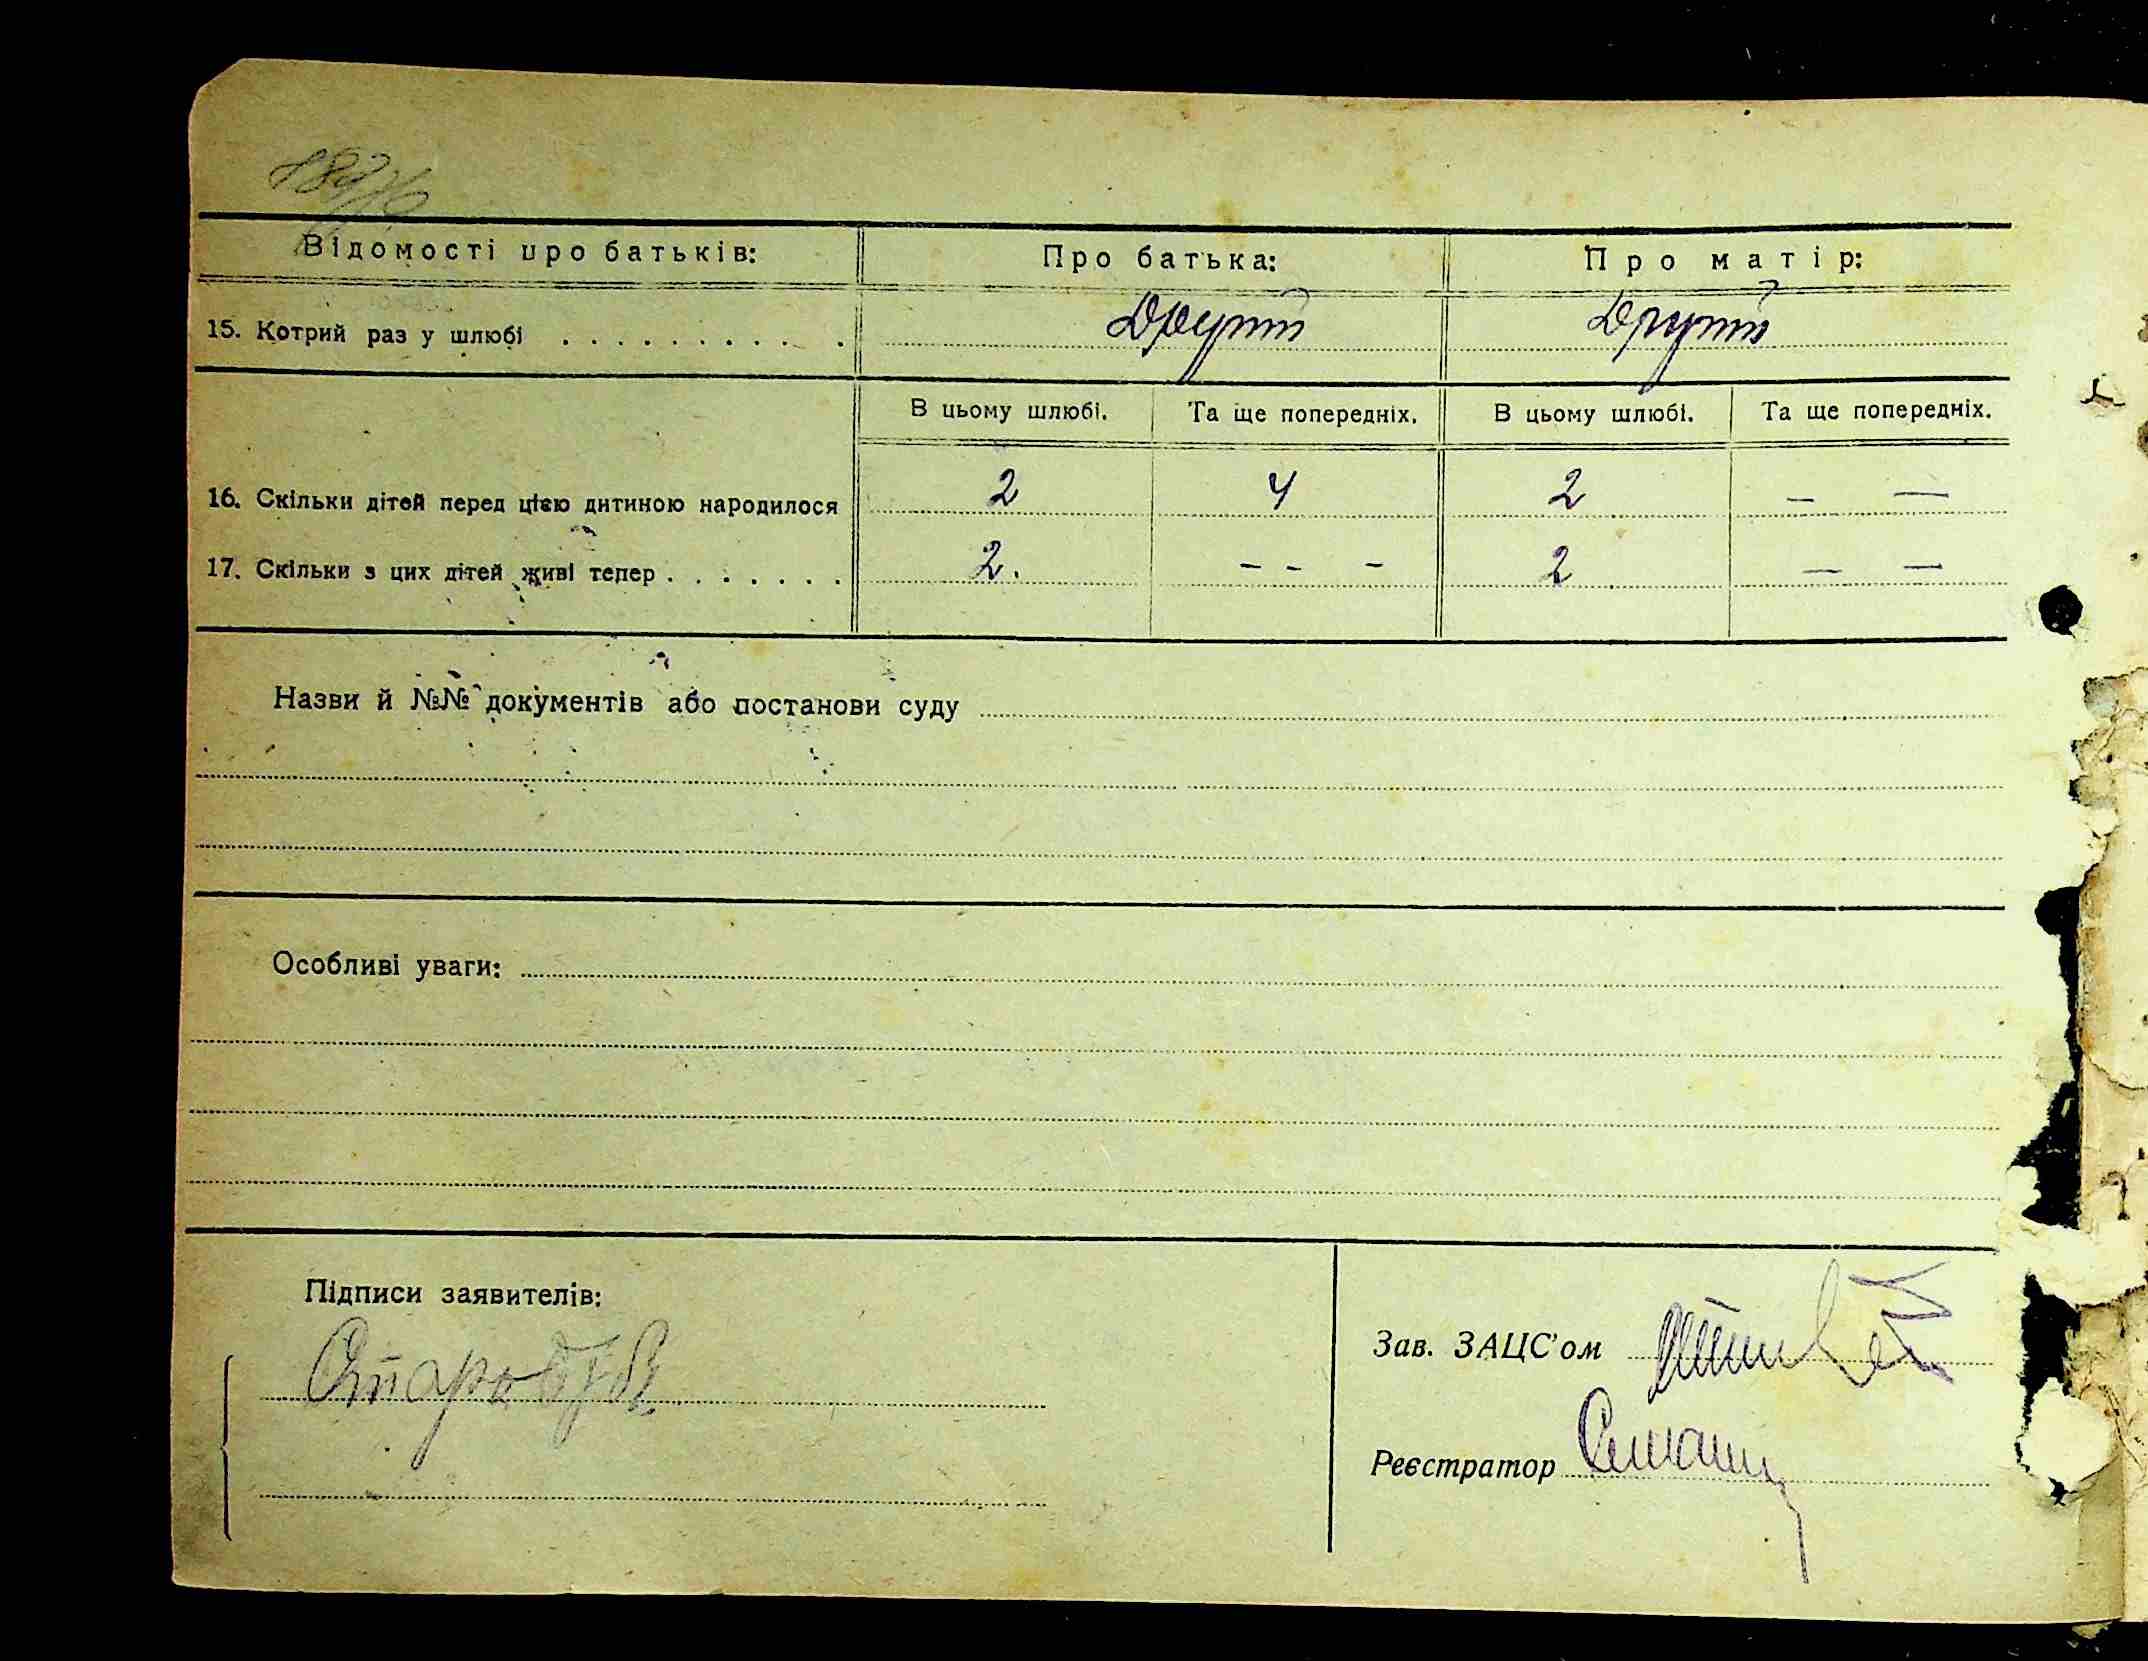 Відомості про батьків: Про батька: Про матір:
15. Котрий раз у шлюбі . . . . . . . . . . . Другий Другий
В цьому шлюбі. Та ще попередніх. В цьому шлюбі. Та ще попередніх.
16. Скільки дітей перед цією дитиною народилося 2 4 2 — —
17. Скільки з цих дітей живі тепер . . . . . . . 2. - - - 2 — —
Назви й №№ документів або постанови суду
Особливі уваги:
Підписи заявителів:
Зав. ЗАЦС'ом
Реєстратор